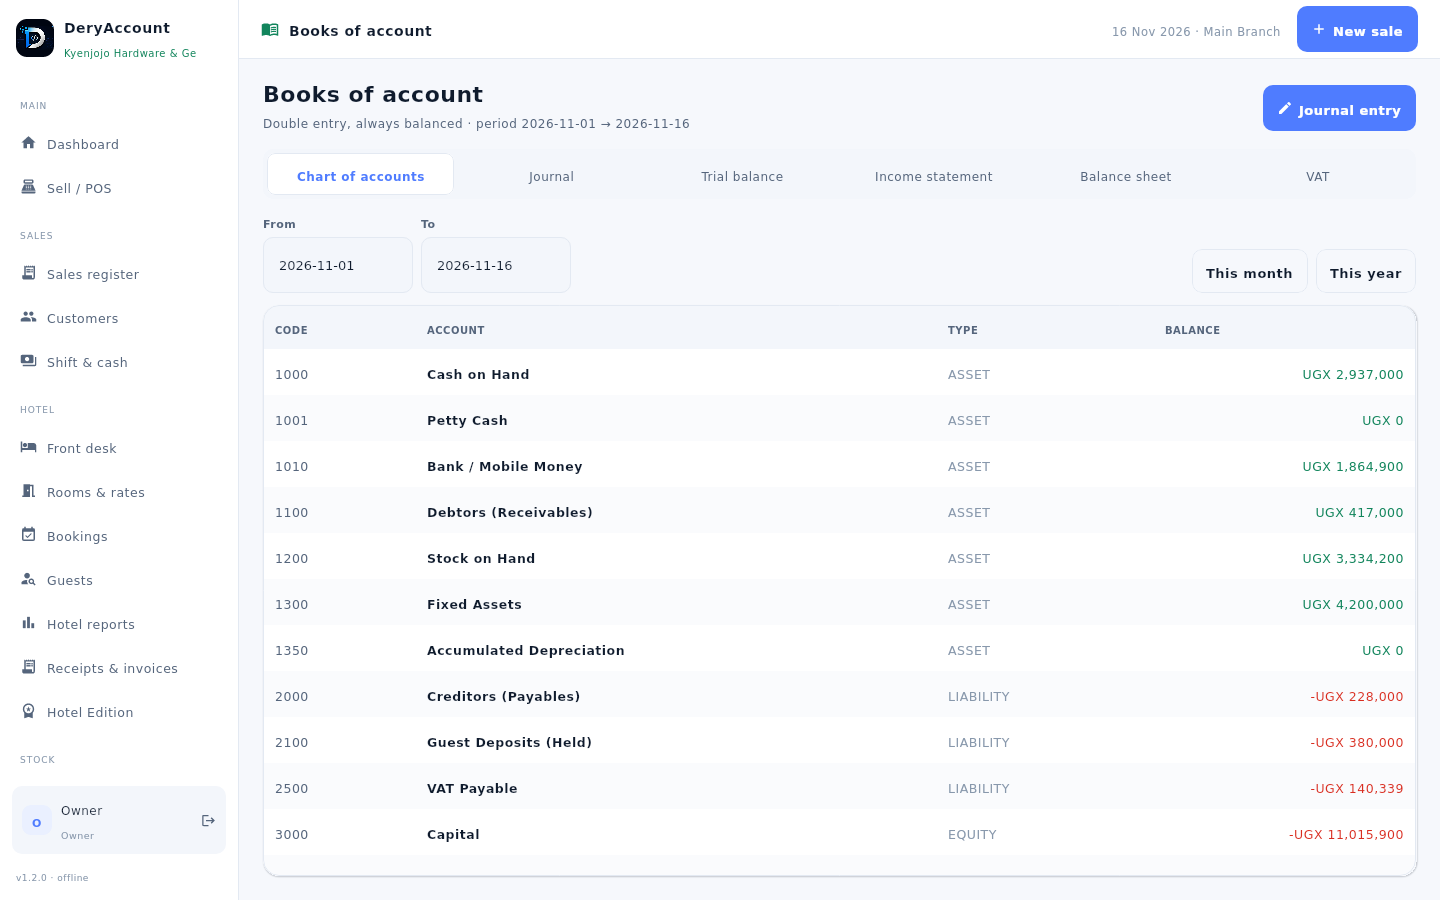 DeryAccount
Kyenjojo Hardware & Ge
MAIN
Dashboard
Sell / POS
SALES
Sales register
Customers
Shift & cash
HOTEL
Front desk
Rooms & rates
Bookings
Guests
Hotel reports
Receipts & invoices
Hotel Edition
STOCK
O
Owner
Owner
v1.2.0 · offline
Books of account
16 Nov 2026 · Main Branch
+ New sale
Books of account
Double entry, always balanced · period 2026-11-01 → 2026-11-16
Journal entry
Chart of accounts Journal Trial balance Income statement Balance sheet VAT
From To
2026-11-01 2026-11-16
This month This year
CODE ACCOUNT TYPE BALANCE
1000 Cash on Hand ASSET UGX 2,937,000
1001 Petty Cash ASSET UGX 0
1010 Bank / Mobile Money ASSET UGX 1,864,900
1100 Debtors (Receivables) ASSET UGX 417,000
1200 Stock on Hand ASSET UGX 3,334,200
1300 Fixed Assets ASSET UGX 4,200,000
1350 Accumulated Depreciation ASSET UGX 0
2000 Creditors (Payables) LIABILITY -UGX 228,000
2100 Guest Deposits (Held) LIABILITY -UGX 380,000
2500 VAT Payable LIABILITY -UGX 140,339
3000 Capital EQUITY -UGX 11,015,900